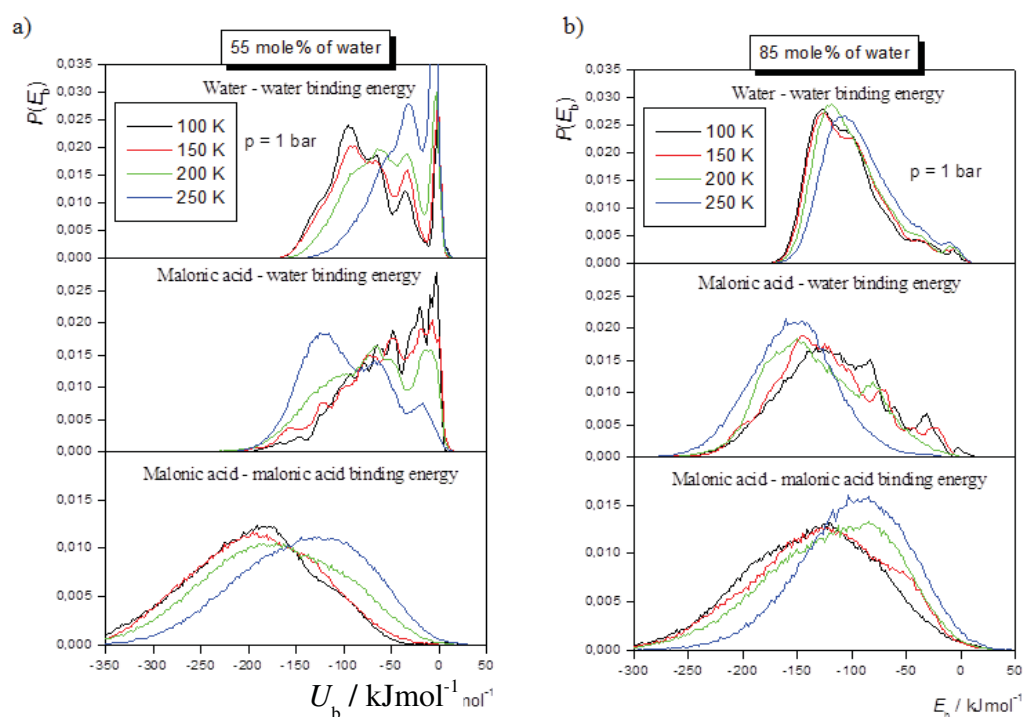 a)
55 mole% of water
P(E_b)
0,035
0,030
0,025
0,020
0,015
0,010
0,005
0,000
Water - water binding energy
100 K
150 K
200 K
250 K
p = 1 bar
Malonic acid - water binding energy
0,025
0,020
0,015
0,010
0,005
0,000
Malonic acid - malonic acid binding energy
0,015
0,010
0,005
0,000
-350 -300 -250 -200 -150 -100 -50 0 50
U_b / kJmol⁻¹ nol⁻¹
b)
85 mole% of water
P(E_b)
0,035
0,030
0,025
0,020
0,015
0,010
0,005
0,000
Water - water binding energy
100 K
150 K
200 K
250 K
p = 1 bar
Malonic acid - water binding energy
0,025
0,020
0,015
0,010
0,005
0,000
Malonic acid - malonic acid binding energy
0,015
0,010
0,005
0,000
-300 -250 -200 -150 -100 -50 0 50
E_b / kJmol⁻¹